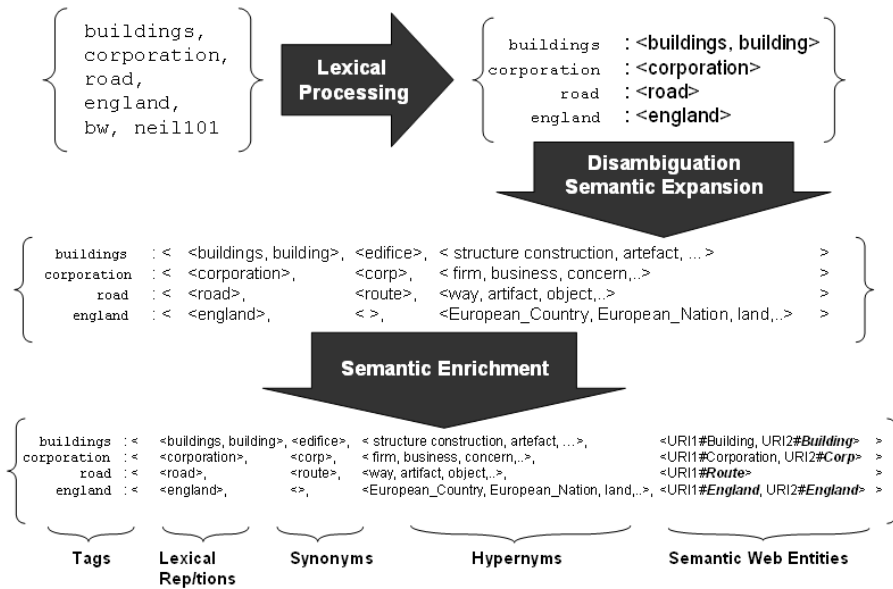 buildings,
corporation,
road,
england,
bw, neil101
Lexical
Processing
buildings : <buildings, building>
corporation : <corporation>
road : <road>
england : <england>
Disambiguation
Semantic Expansion
buildings : < <buildings, building>, <edifice>, < structure construction, artefact, ... > >
corporation : < <corporation>, <corp>, < firm, business, concern,..> >
road : < <road>, <route>, <way, artifact, object,..> >
england : < <england>, < >, <European_Country, European_Nation, land,..> >
Semantic Enrichment
buildings : < <buildings, building>, <edifice>, < structure construction, artefact, ...>, <URI1#Building, URI2#Building> >
corporation : < <corporation>, <corp>, < firm, business, concern,..>, <URI1#Corporation, URI2#Corp> >
road : < <road>, <route>, <way, artifact, object,..>, <URI1#Route> >
england : < <england>, <>, <European_Country, European_Nation, land,..>, <URI1#England, URI2#England> >
Tags Lexical Synonyms Hypernyms Semantic Web Entities
Rep/tions